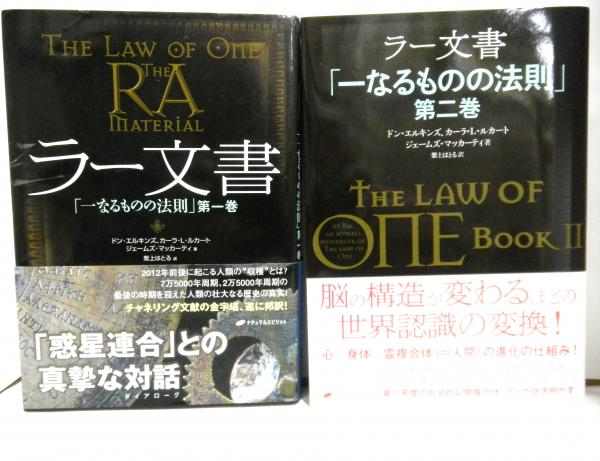 THE LAW OF ONE
THE
RA
MATERIAL
ラー文書
「一なるものの法則」第一巻
ドン・エルキンズ、カーラ・L・ルカート
ジェームズ・マッカーティ 著
紫上はとる 訳
2012年前後に起こる人類の“収穫”とは?
7万5000年周期、2万5000年周期の
最後の時期を迎えた人類の壮大なる歴史の真実!
チャネリング文献の金字塔、遂に邦訳!
ナチュラルスピリット
「惑星連合」との
真摯な対話
ダイアローグ
ラー文書
「一なるものの法則」
第二巻
ドン・エルキンズ、カーラ・L・ルカート
ジェームズ・マッカーティ 著
紫上はとる 訳
THE LAW OF
ONE BOOK II
BY RA
AN HUMBLE
MESSENGER OF
THE LAW OF
ONE
脳の構造が変わるほどの
世界認識の変換!
心 身体 霊複合体(=人間)の進化の仕組み!